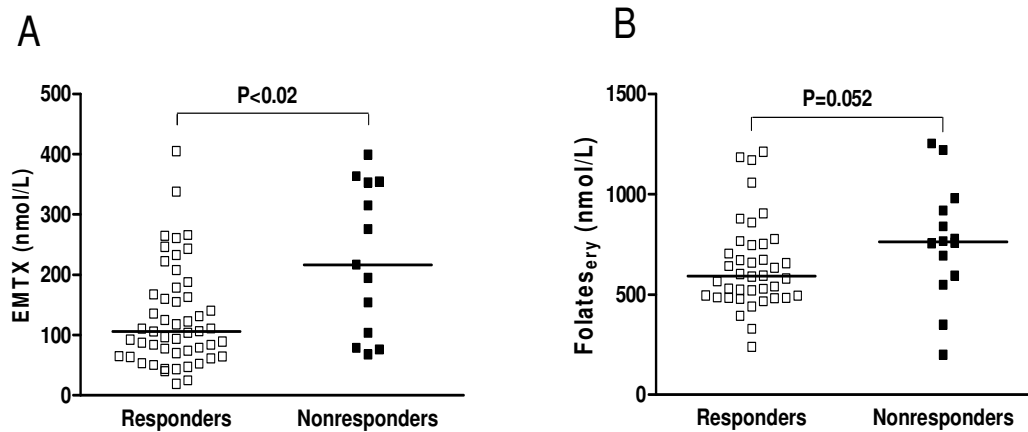 A
EMTX (nmol/L)
500
400
300
200
100
0
P<0.02
Responders
Nonresponders
B
Folates_ery (nmol/L)
1500
1000
500
0
P=0.052
Responders
Nonresponders